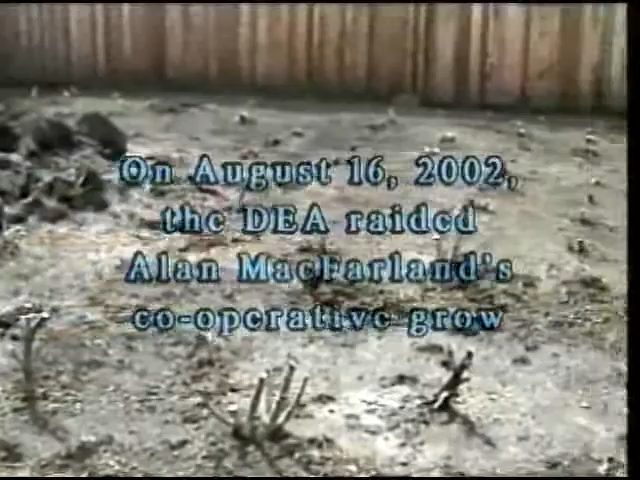 On August 16, 2002,
the DEA raided
Alan MacFarland's
co-operative grow